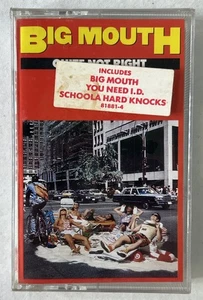 BIG MOUTH
QUITE NOT RIGHT
INCLUDES
BIG MOUTH
YOU NEED I.D.
SCHOOLA HARD KNOCKS
81881-4